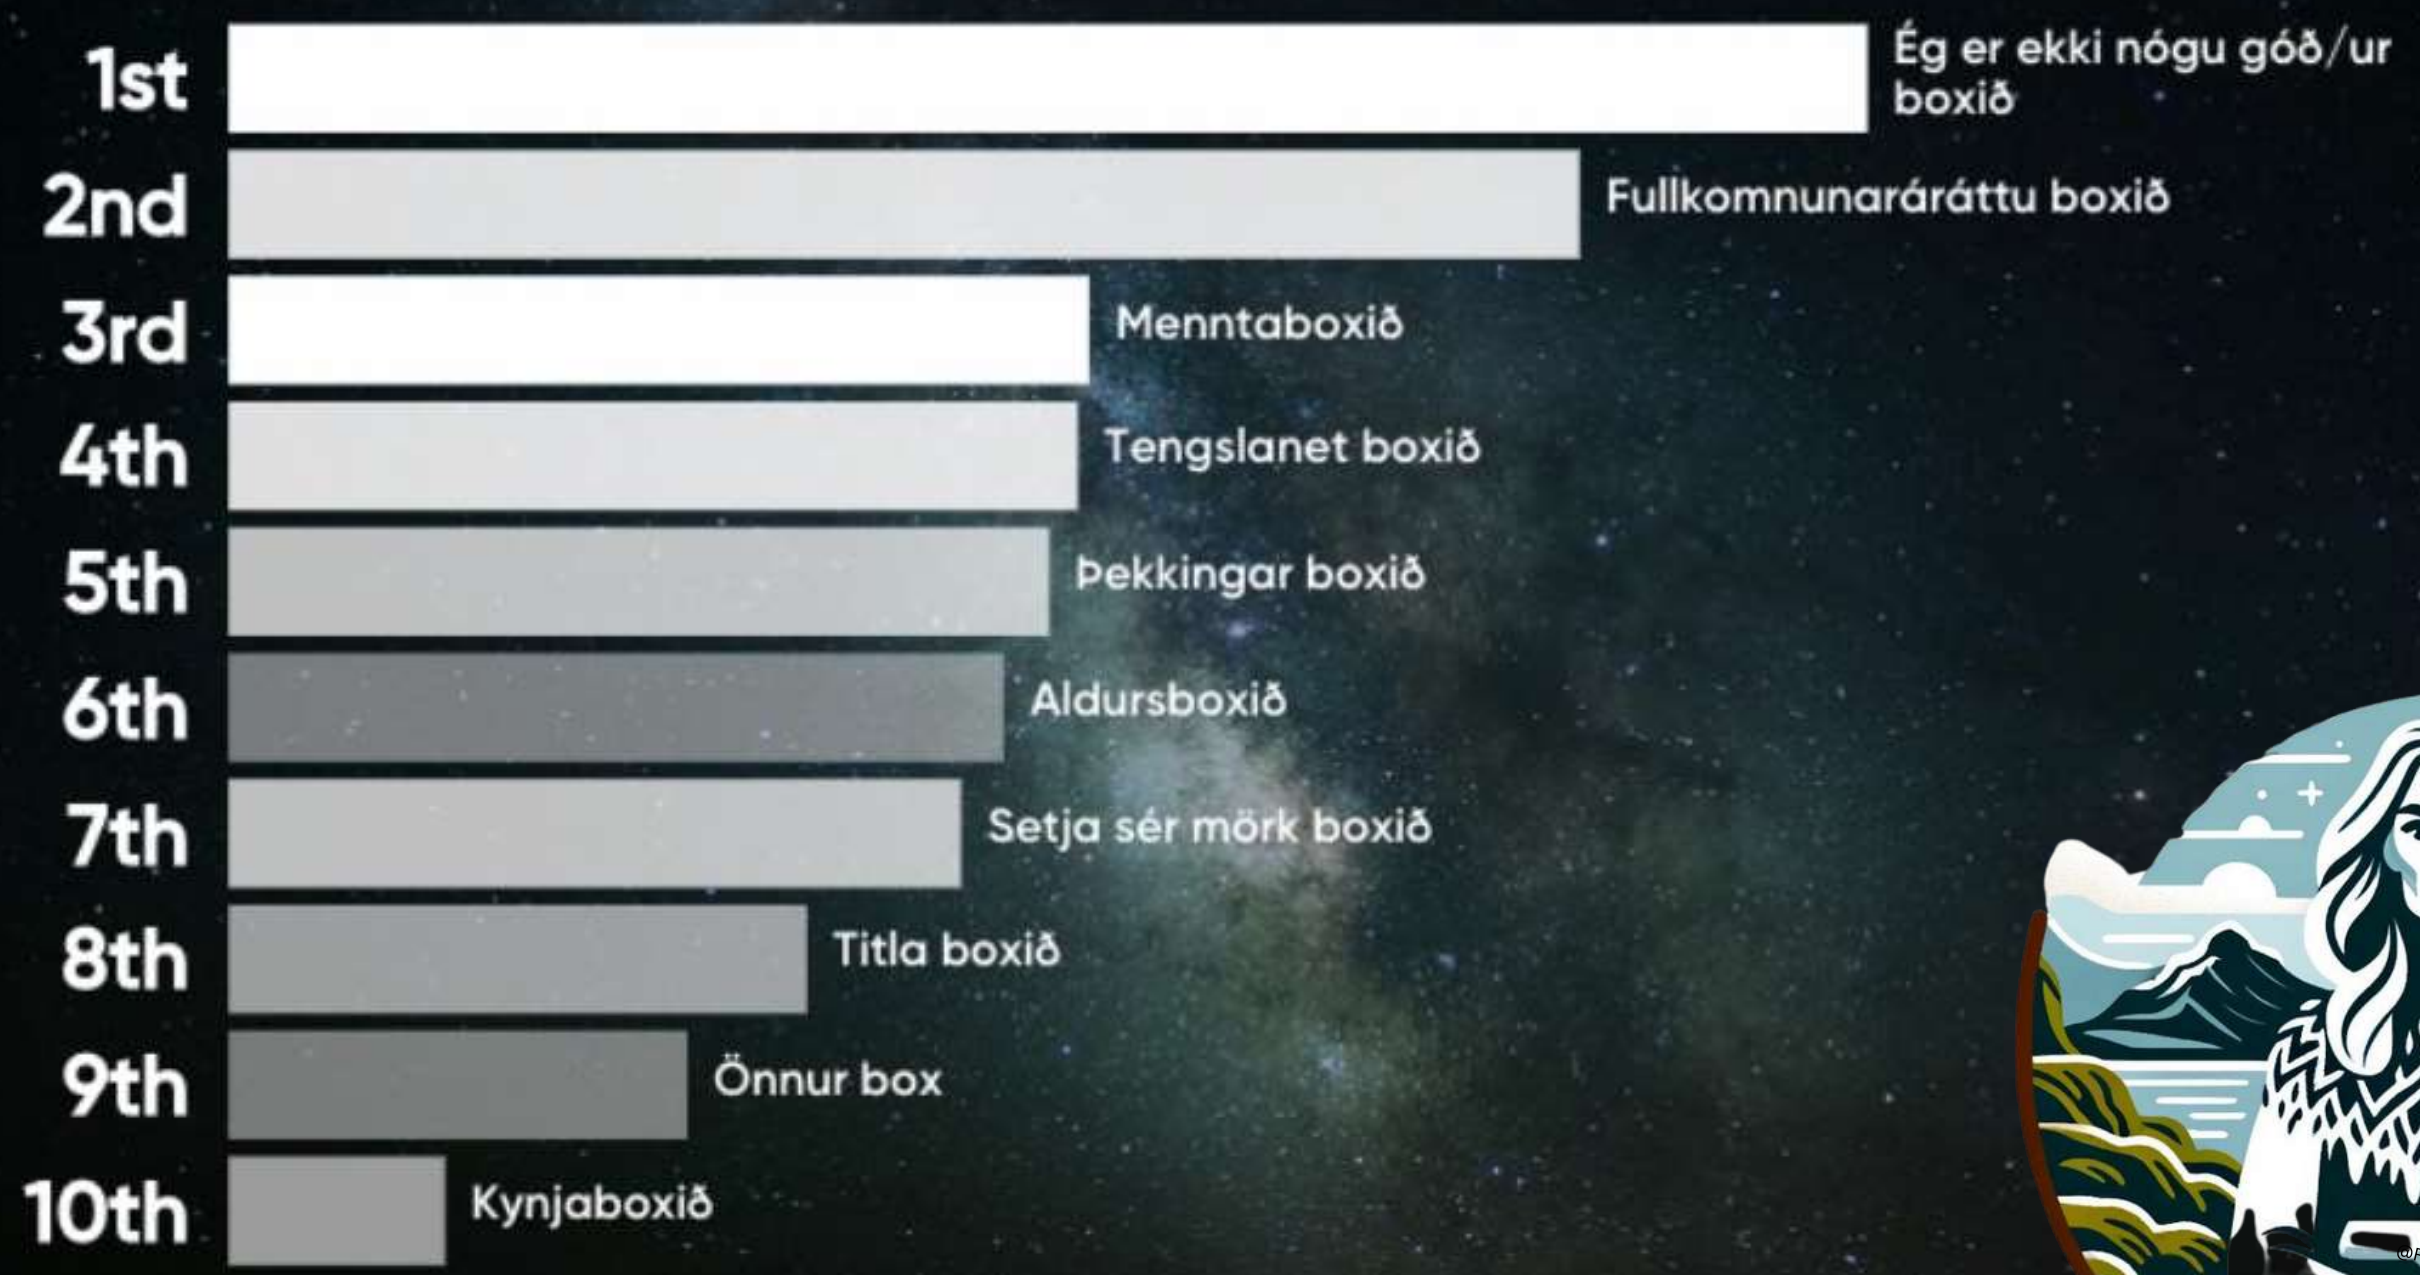 1st
Ég er ekki nógu góð/ur
boxið
2nd
Fullkomnunaráráttu boxið
3rd
Menntaboxið
4th
Tengslanet boxið
5th
Þekkingar boxið
6th
Aldursboxið
7th
Setja sér mörk boxið
8th
Titla boxið
9th
Önnur box
10th
Kynjaboxið